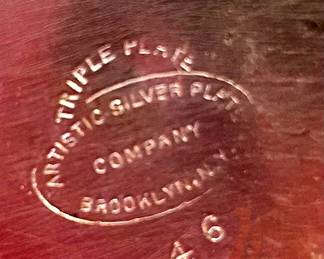 TRIPLE PLATE
ARTISTIC SILVER PLATE
COMPANY
BROOKLYN, N.Y.
46